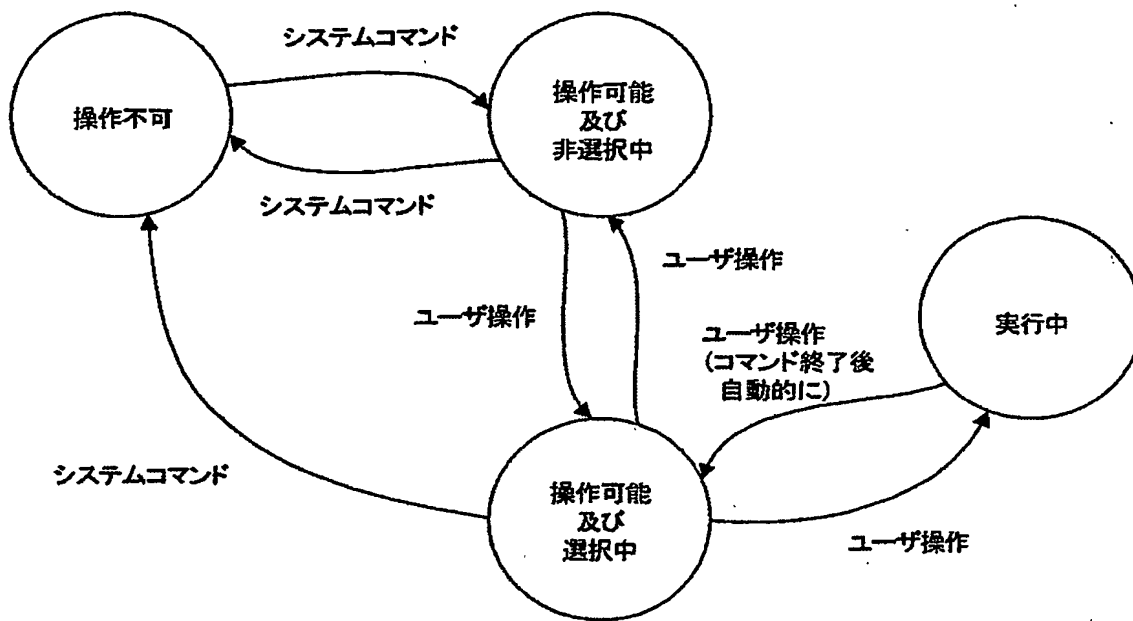 システムコマンド
操作不可
操作可能
及び
非選択中
システムコマンド
ユーザ操作
ユーザ操作
実行中
ユーザ操作
(コマンド終了後
自動的に)
システムコマンド
操作可能
及び
選択中
ユーザ操作